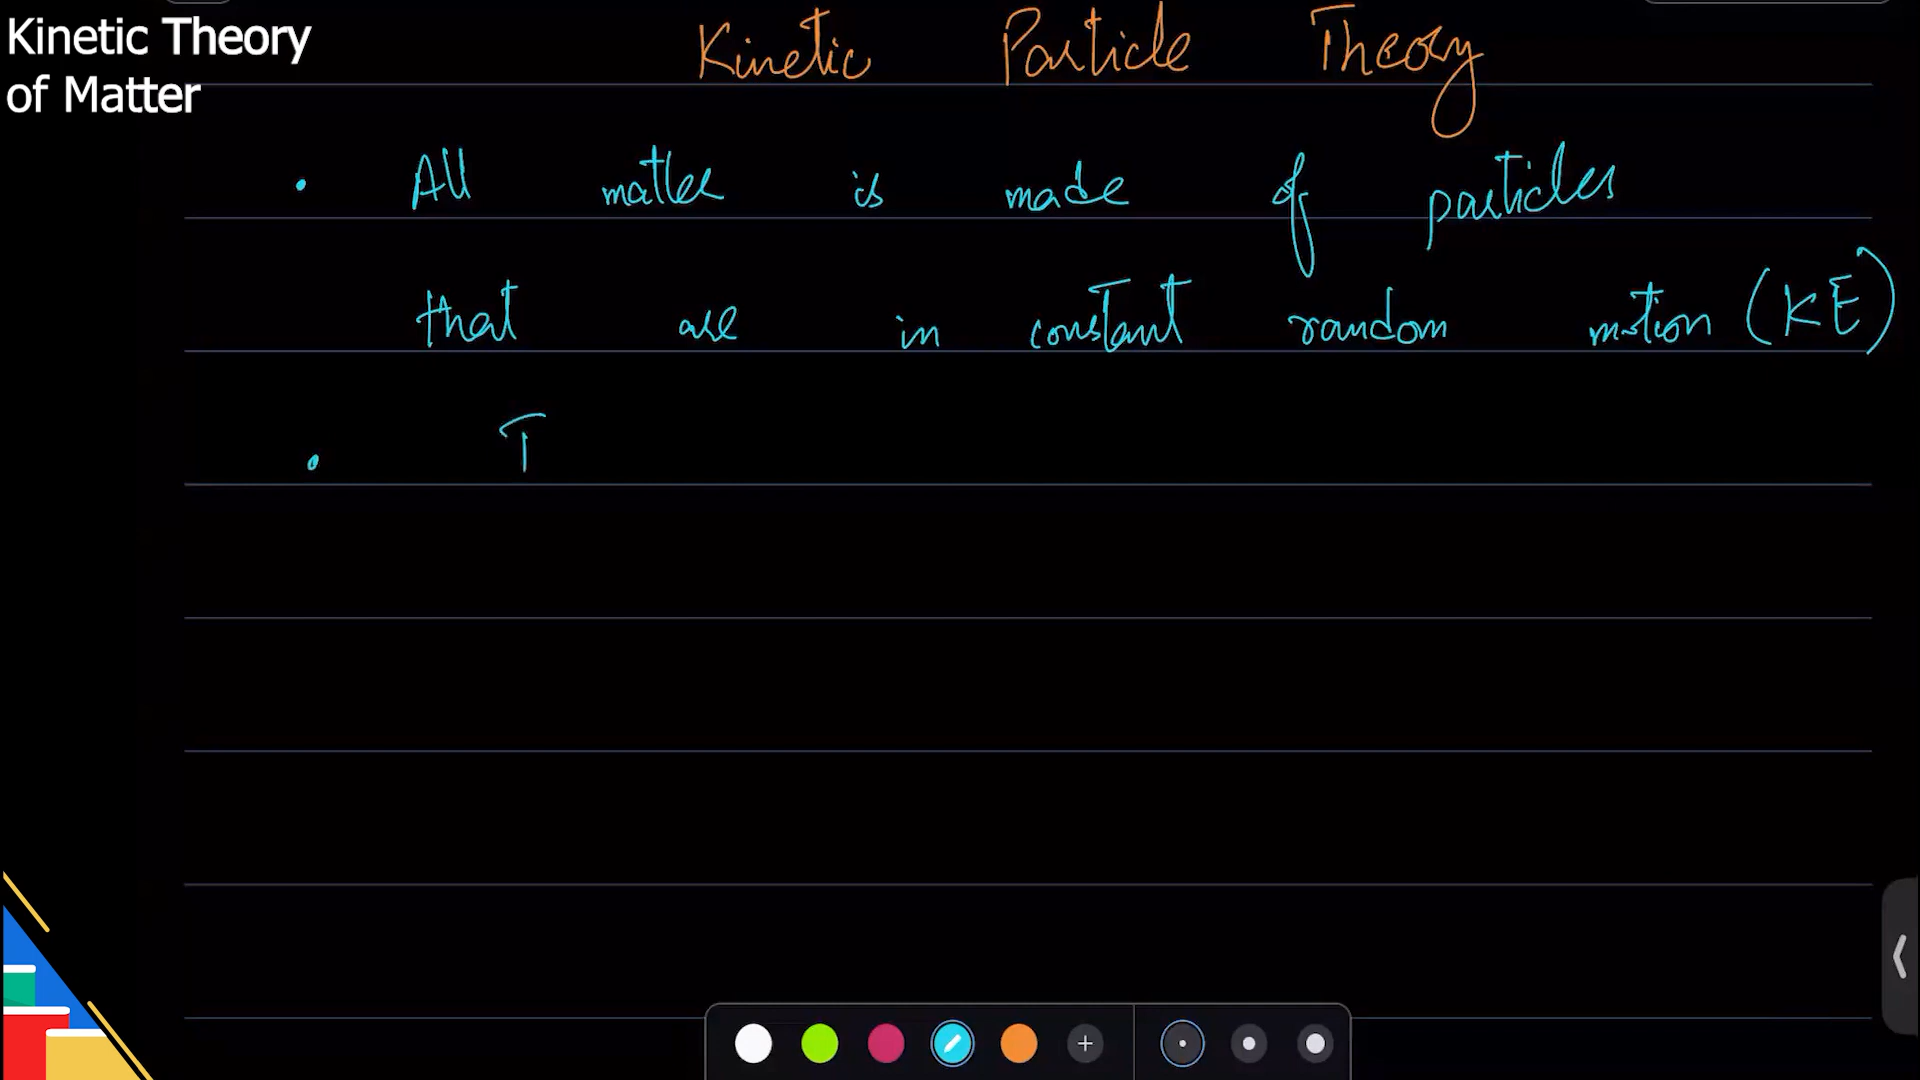 Kinetic Theory
of Matter
Kinetic Particle Theory
• All matter is made of particles
that are in constant random motion (KE)
• T